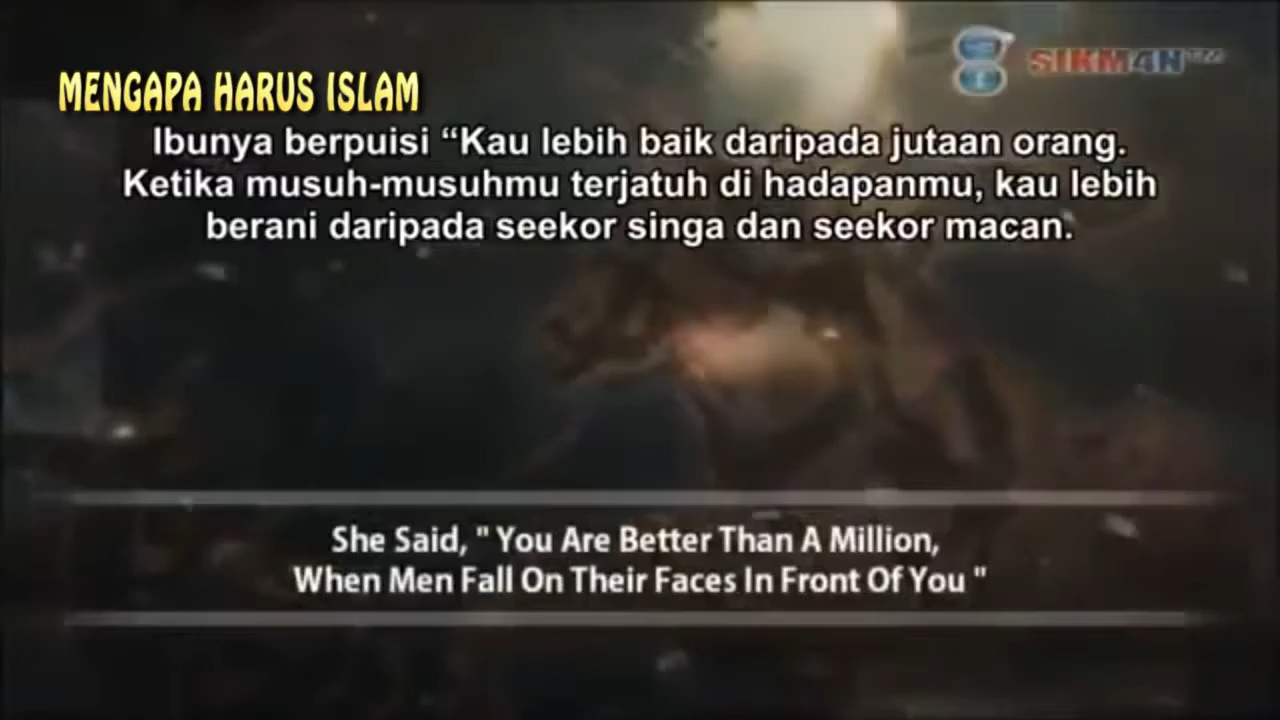 MENGAPA HARUS ISLAM
SIKM4N™
Ibunya berpuisi “Kau lebih baik daripada jutaan orang.
Ketika musuh-musuhmu terjatuh di hadapanmu, kau lebih
berani daripada seekor singa dan seekor macan.
She Said, " You Are Better Than A Million,
When Men Fall On Their Faces In Front Of You "